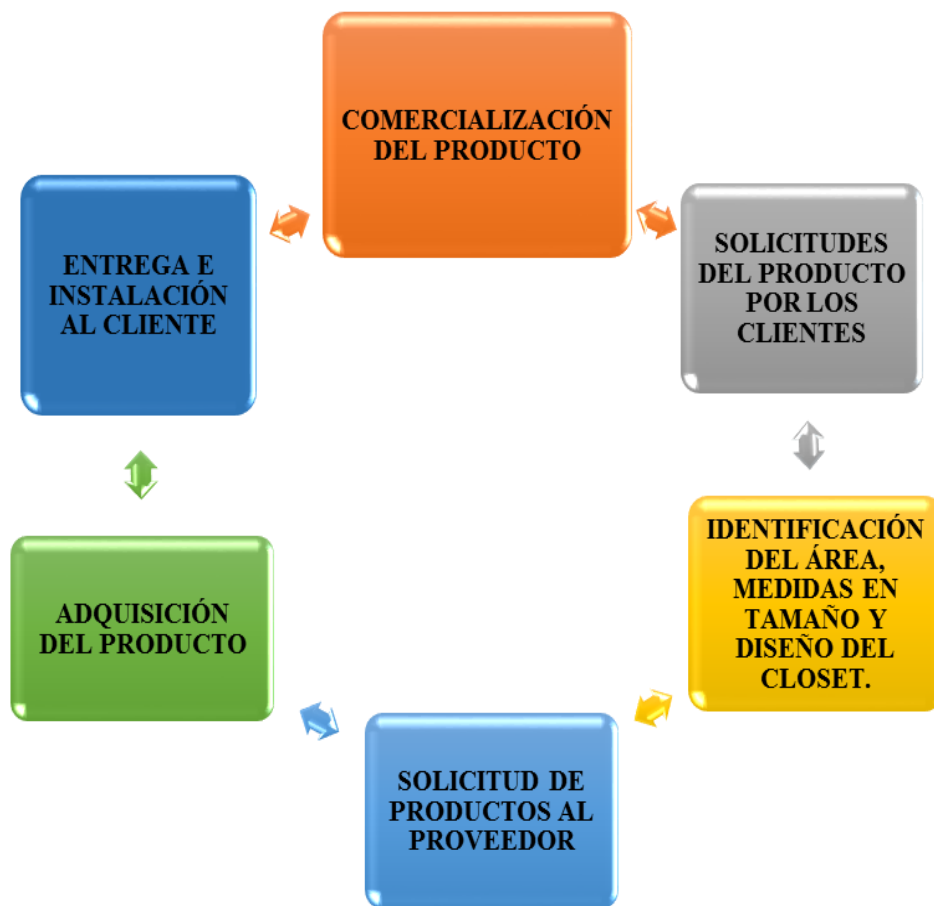 COMERCIALIZACIÓN
DEL PRODUCTO
SOLICITUDES
DEL PRODUCTO
POR LOS
CLIENTES
IDENTIFICACIÓN
DEL ÁREA,
MEDIDAS EN
TAMAÑO Y
DISEÑO DEL
CLOSET.
SOLICITUD DE
PRODUCTOS AL
PROVEEDOR
ADQUISICIÓN
DEL PRODUCTO
ENTREGA E
INSTALACIÓN
AL CLIENTE